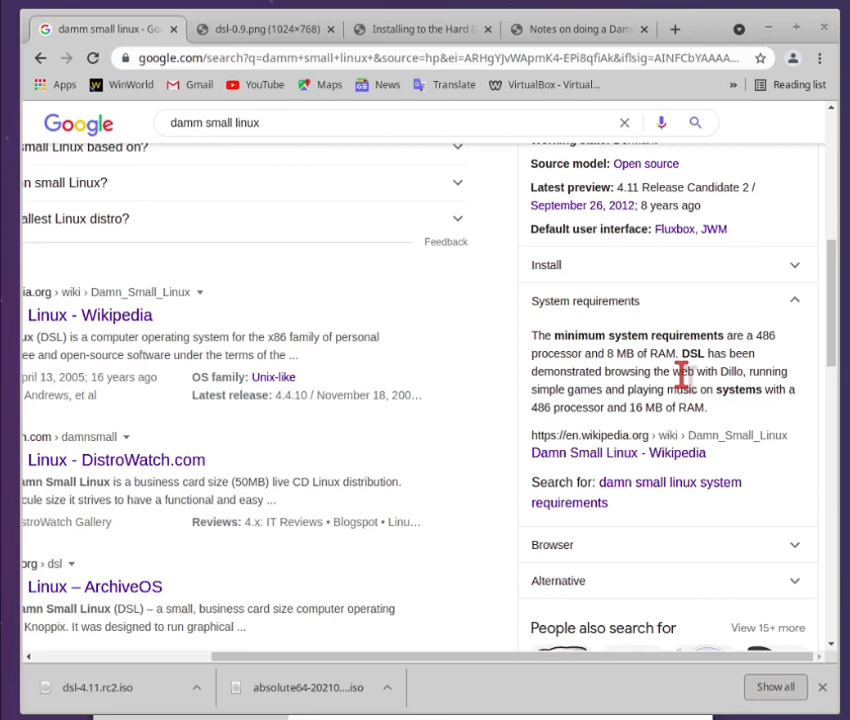 damm small linux - Go
dsl-0.9.png (1024×768)
Installing to the Hard D
Notes on doing a Dam
google.com/search?q=damm+small+linux+&source=hp&ei=ARHgYJvWApmK4-EPi8qfiAk&iflsig=AINFCbYAAAA...
Apps
WinWorld
Gmail
YouTube
Maps
News
Translate
VirtualBox - Virtual...
»
Reading list
Google
damm small linux
small Linux based on?
n small Linux?
allest Linux distro?
Feedback
ia.org › wiki › Damn_Small_Linux
Linux - Wikipedia
ux (DSL) is a computer operating system for the x86 family of personal
ee and open-source software under the terms of the ...
pril 13, 2005; 16 years ago
OS family: Unix-like
Andrews, et al
Latest release: 4.4.10 / November 18, 200...
n.com › damnsmall
Linux - DistroWatch.com
amn Small Linux is a business card size (50MB) live CD Linux distribution.
cule size it strives to have a functional and easy ...
stroWatch Gallery
Reviews: 4.x: IT Reviews • Blogspot • Linu...
org › dsl
Linux – ArchiveOS
amn Small Linux (DSL) – a small, business card size computer operating
Knoppix. It was designed to run graphical ...
Source model: Open source
Latest preview: 4.11 Release Candidate 2 /
September 26, 2012; 8 years ago
Default user interface: Fluxbox, JWM
Install
System requirements
The minimum system requirements are a 486
processor and 8 MB of RAM. DSL has been
demonstrated browsing the web with Dillo, running
simple games and playing music on systems with a
486 processor and 16 MB of RAM.
https://en.wikipedia.org › wiki › Damn_Small_Linux
Damn Small Linux - Wikipedia
Search for: damn small linux system
requirements
Browser
Alternative
People also search for
View 15+ more
dsl-4.11.rc2.iso
absolute64-20210....iso
Show all